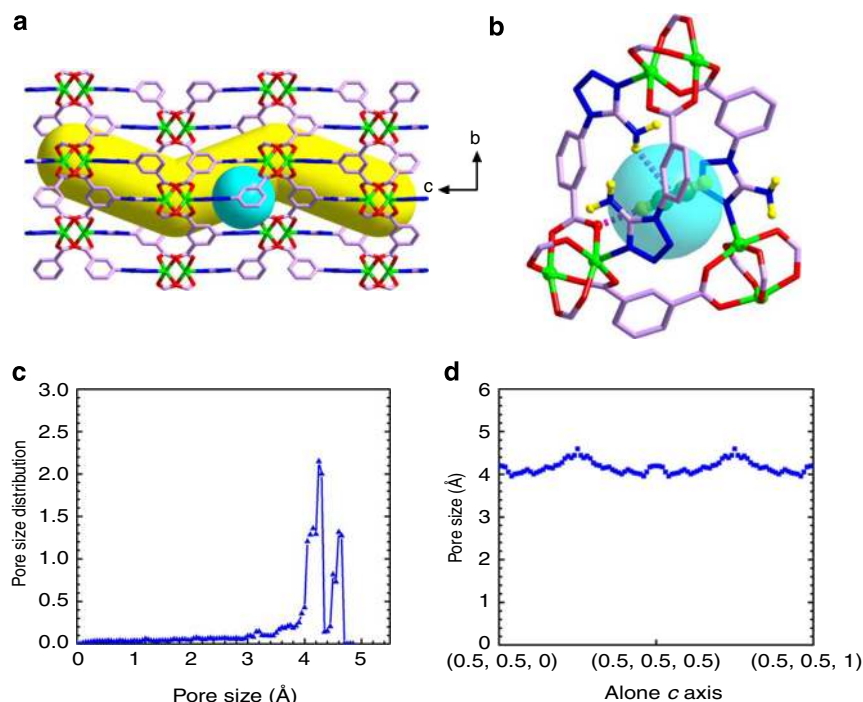 a
b
b
c
c
d
3.0
2.5
2.0
1.5
1.0
0.5
0.0
Pore size distribution
0 1 2 3 4 5
Pore size (Å)
6
5
4
3
2
1
0
Pore size (Å)
(0.5, 0.5, 0) (0.5, 0.5, 0.5) (0.5, 0.5, 1)
Alone c axis